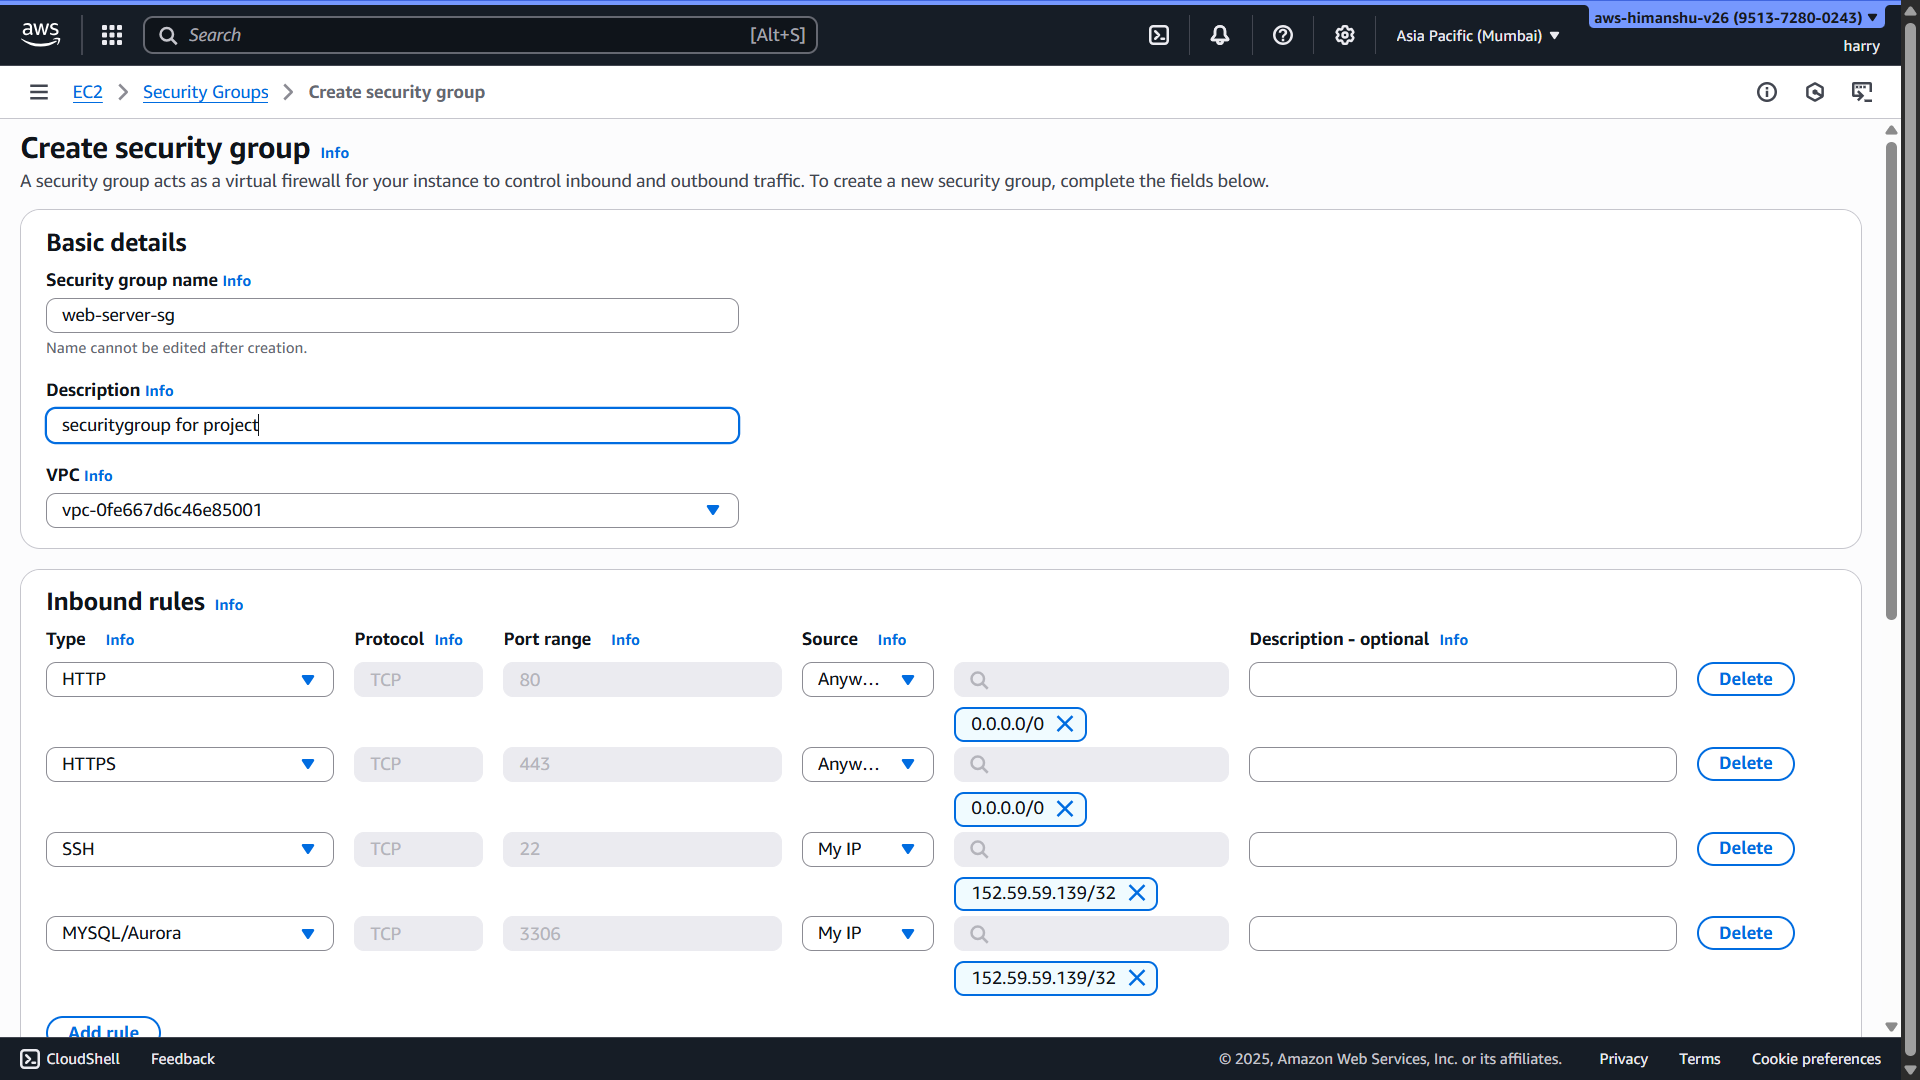 aws
Search [Alt+S]
Asia Pacific (Mumbai)
aws-himanshu-v26 (9513-7280-0243)
harry
EC2 Security Groups Create security group
Create security group Info
A security group acts as a virtual firewall for your instance to control inbound and outbound traffic. To create a new security group, complete the fields below.
Basic details
Security group name Info
web-server-sg
Name cannot be edited after creation.
Description Info
securitygroup for project
VPC Info
vpc-0fe667d6c46e85001
Inbound rules Info
Type Info Protocol Info Port range Info Source Info Description - optional Info
HTTP TCP 80 Anyw... Delete
0.0.0.0/0
HTTPS TCP 443 Anyw... Delete
0.0.0.0/0
SSH TCP 22 My IP Delete
152.59.59.139/32
MYSQL/Aurora TCP 3306 My IP Delete
152.59.59.139/32
Add rule
CloudShell Feedback © 2025, Amazon Web Services, Inc. or its affiliates. Privacy Terms Cookie preferences